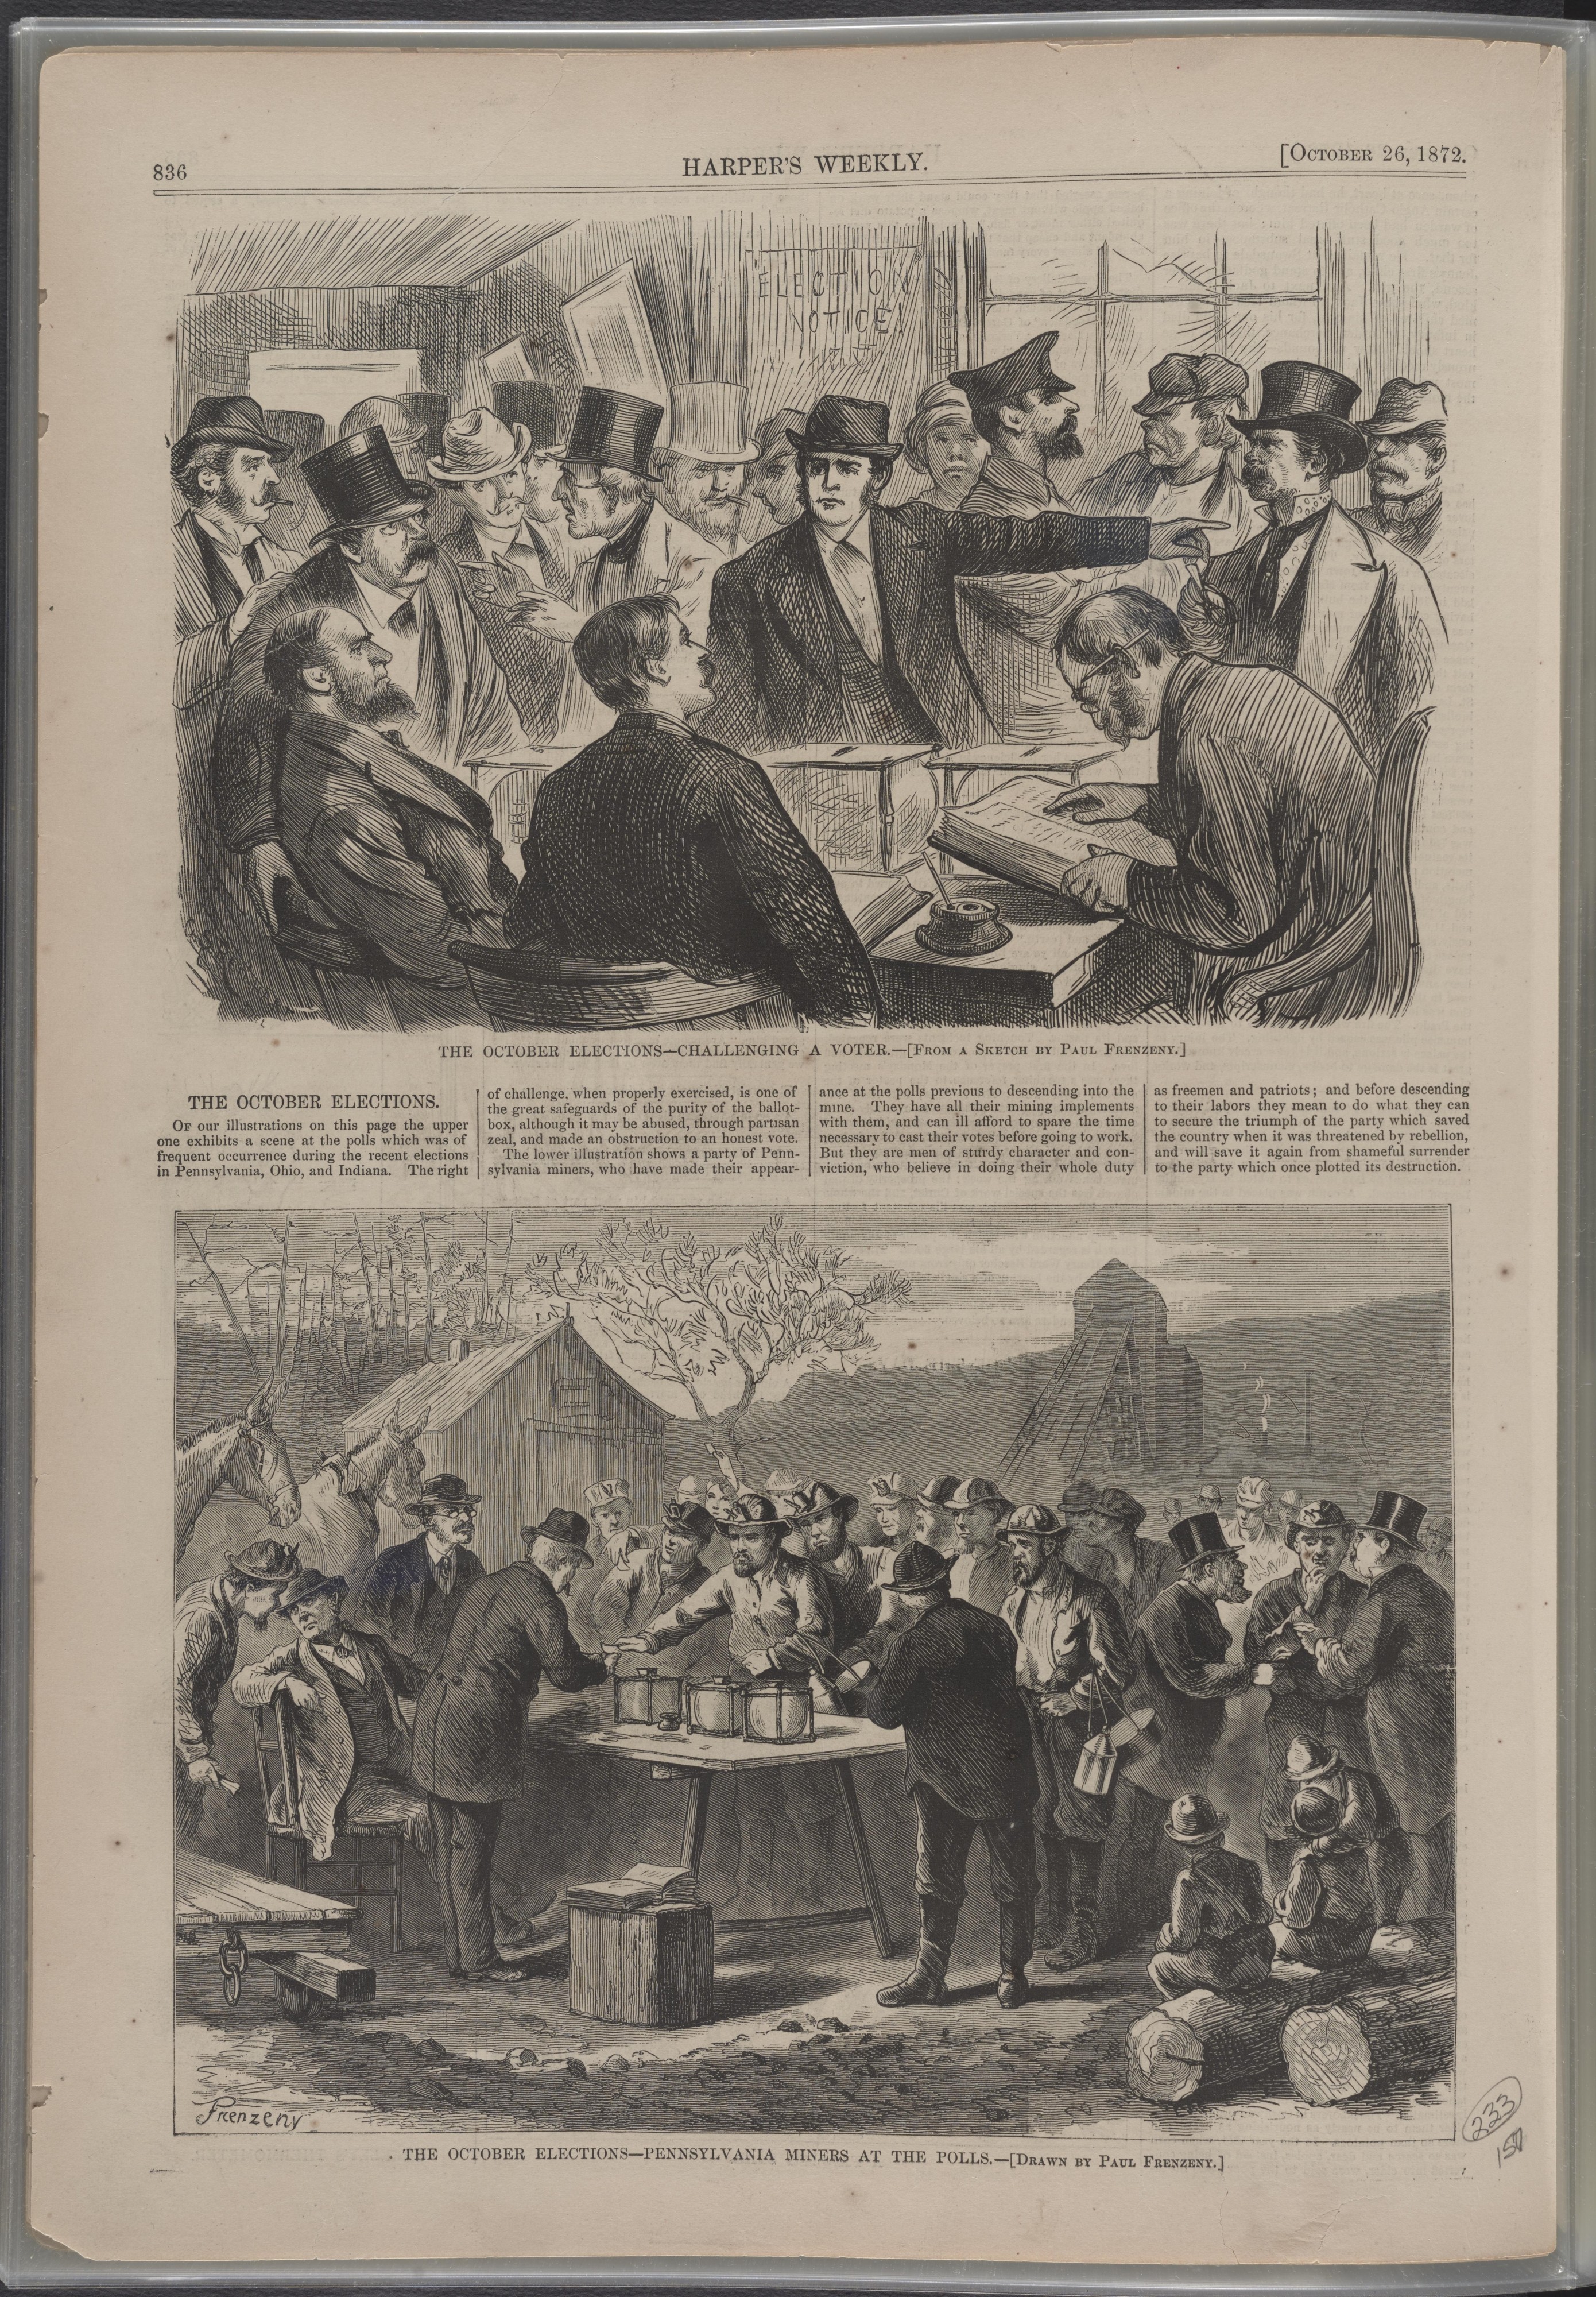 836
HARPER'S WEEKLY.
[OCTOBER 26, 1872.
ELECTION
NOTICE!
THE OCTOBER ELECTIONS—CHALLENGING A VOTER.—[FROM A SKETCH BY PAUL FRENZENY.]
THE OCTOBER ELECTIONS.
OF our illustrations on this page the upper
one exhibits a scene at the polls which was of
frequent occurrence during the recent elections
in Pennsylvania, Ohio, and Indiana. The right
of challenge, when properly exercised, is one of
the great safeguards of the purity of the ballot-
box, although it may be abused, through partisan
zeal, and made an obstruction to an honest vote.
The lower illustration shows a party of Penn-
sylvania miners, who have made their appear-
ance at the polls previous to descending into the
mine. They have all their mining implements
with them, and can ill afford to spare the time
necessary to cast their votes before going to work.
But they are men of sturdy character and con-
viction, who believe in doing their whole duty
as freemen and patriots; and before descending
to their labors they mean to do what they can
to secure the triumph of the party which saved
the country when it was threatened by rebellion,
and will save it again from shameful surrender
to the party which once plotted its destruction.
Frenzeny
233
150
THE OCTOBER ELECTIONS—PENNSYLVANIA MINERS AT THE POLLS.—[DRAWN BY PAUL FRENZENY.]